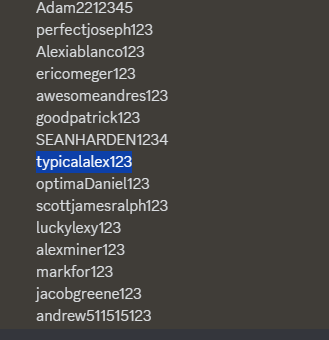 Adam2212345
perfectjoseph123
Alexiablanco123
ericomeger123
awesomeandres123
goodpatrick123
SEANHARDEN1234
typicalalex123
optimaDaniel123
scottjamesralph123
luckylexy123
alexminer123
markfor123
jacobgreene123
andrew511515123